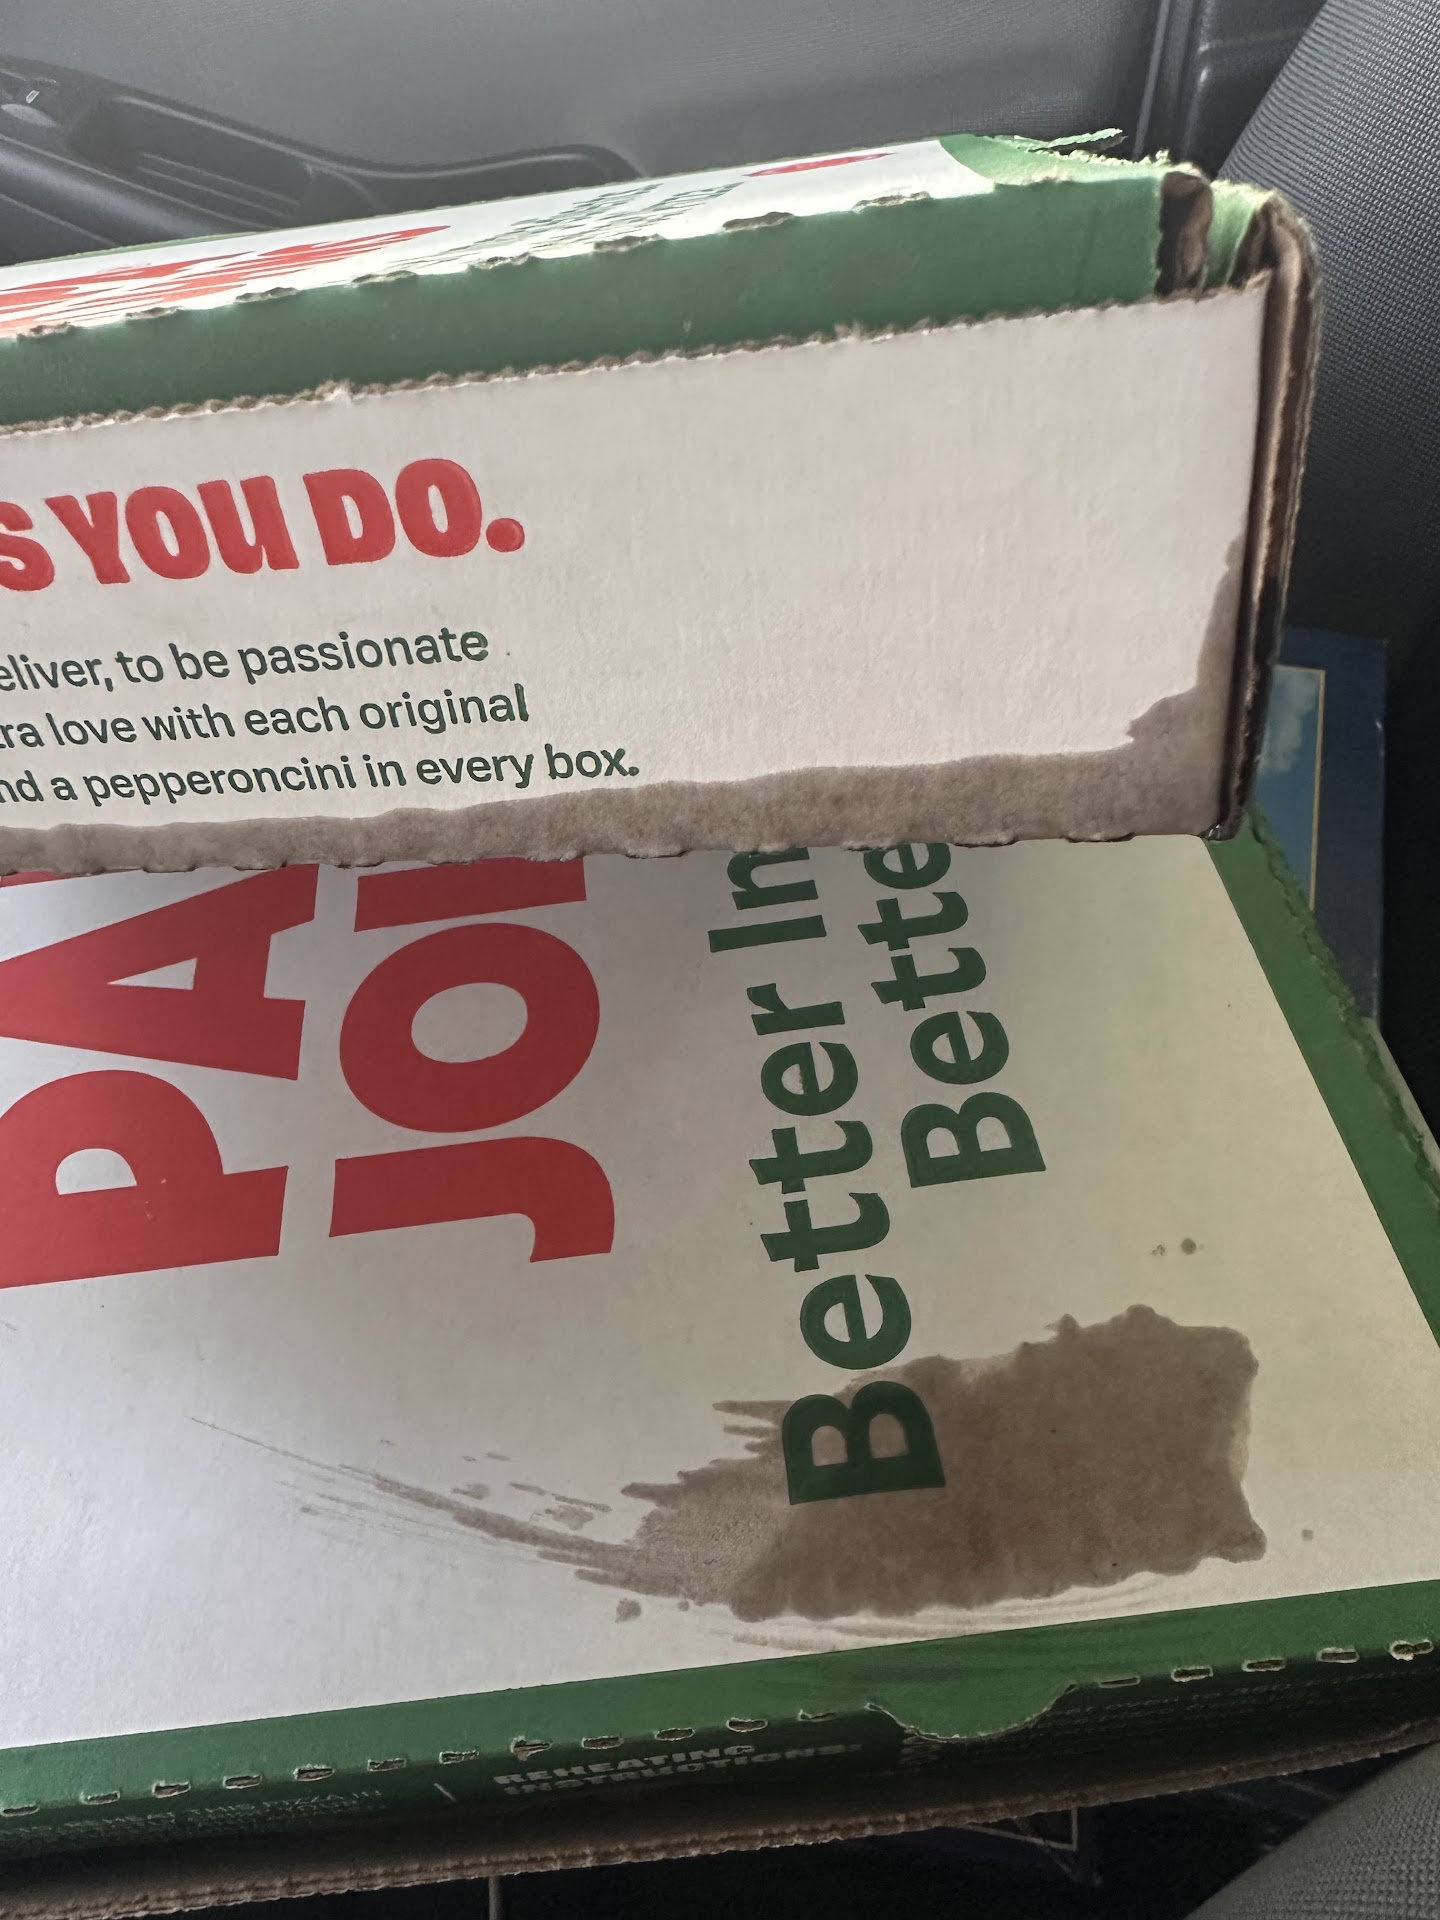 S YOU DO.
eliver, to be passionate
tra love with each original
nd a pepperoncini in every box.
PA
JO
Better In
Bette
REHEATING
INSTRUCTIONS: